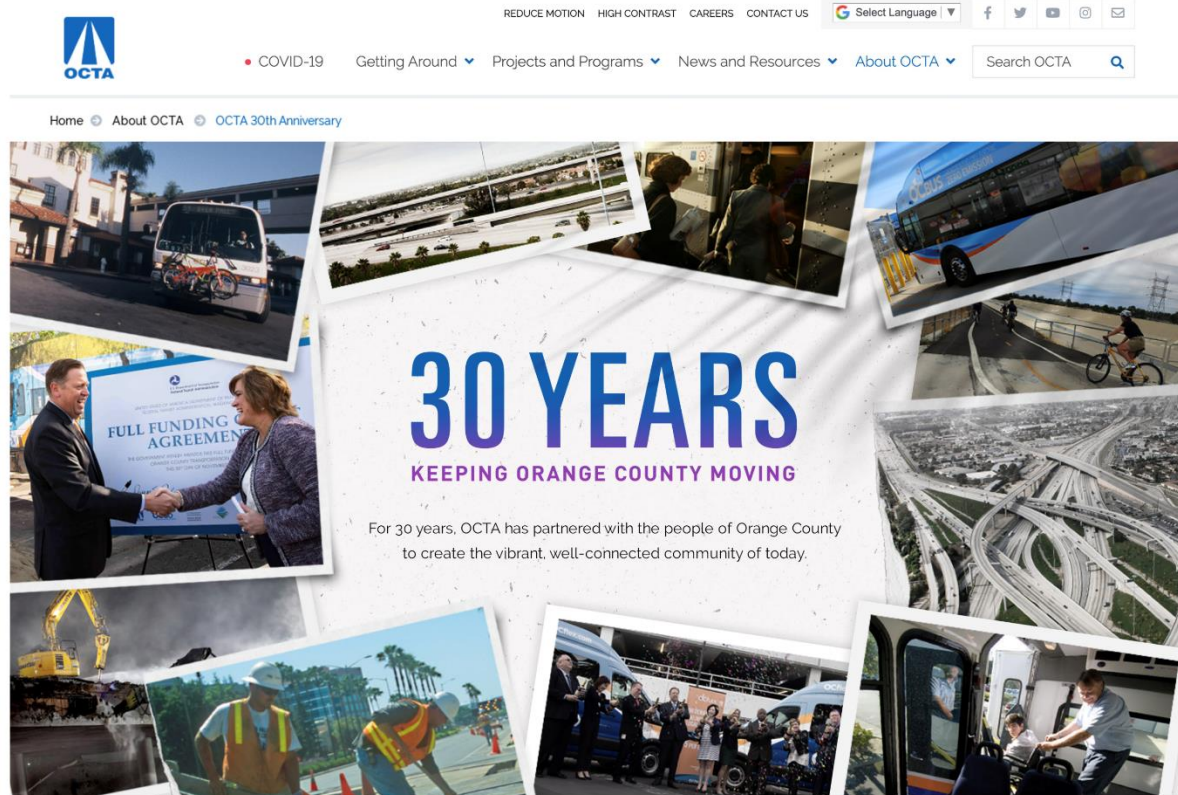 REDUCE MOTION HIGH CONTRAST CAREERS CONTACT US Select Language ▼
OCTA
COVID-19 Getting Around Projects and Programs News and Resources About OCTA Search OCTA
Home About OCTA OCTA 30th Anniversary
30 YEARS
KEEPING ORANGE COUNTY MOVING
For 30 years, OCTA has partnered with the people of Orange County
to create the vibrant, well-connected community of today.
FULL FUNDING
AGREEMENT